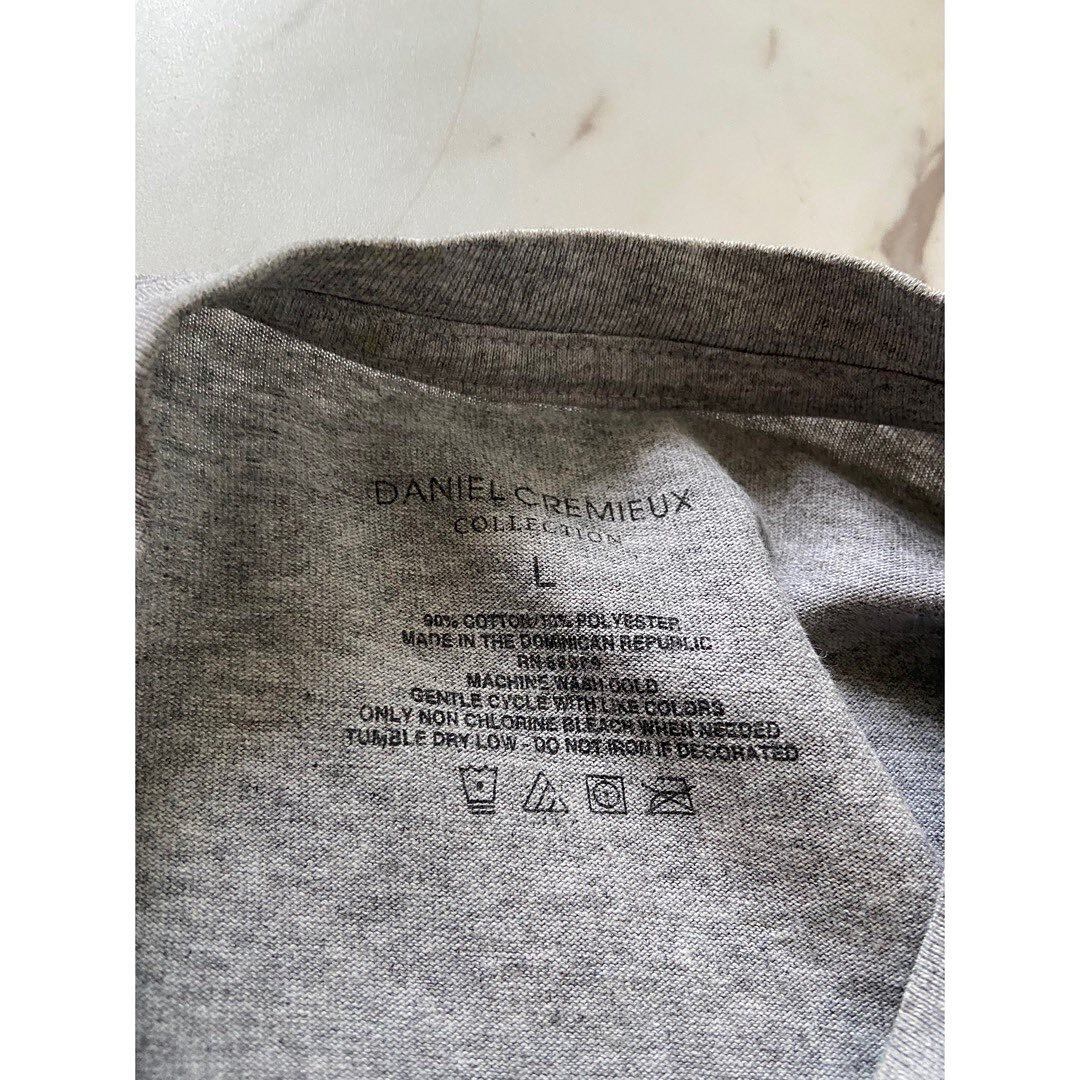 DANIEL CREMIEUX
COLLECTION
L
90% COTTON/10% POLYESTER
MADE IN THE DOMINICAN REPUBLIC
RN
MACHINE WASH COLD
GENTLE CYCLE WITH LIKE COLORS
ONLY NON CHLORINE BLEACH WHEN NEEDED
TUMBLE DRY LOW - DO NOT IRON IF DECORATED